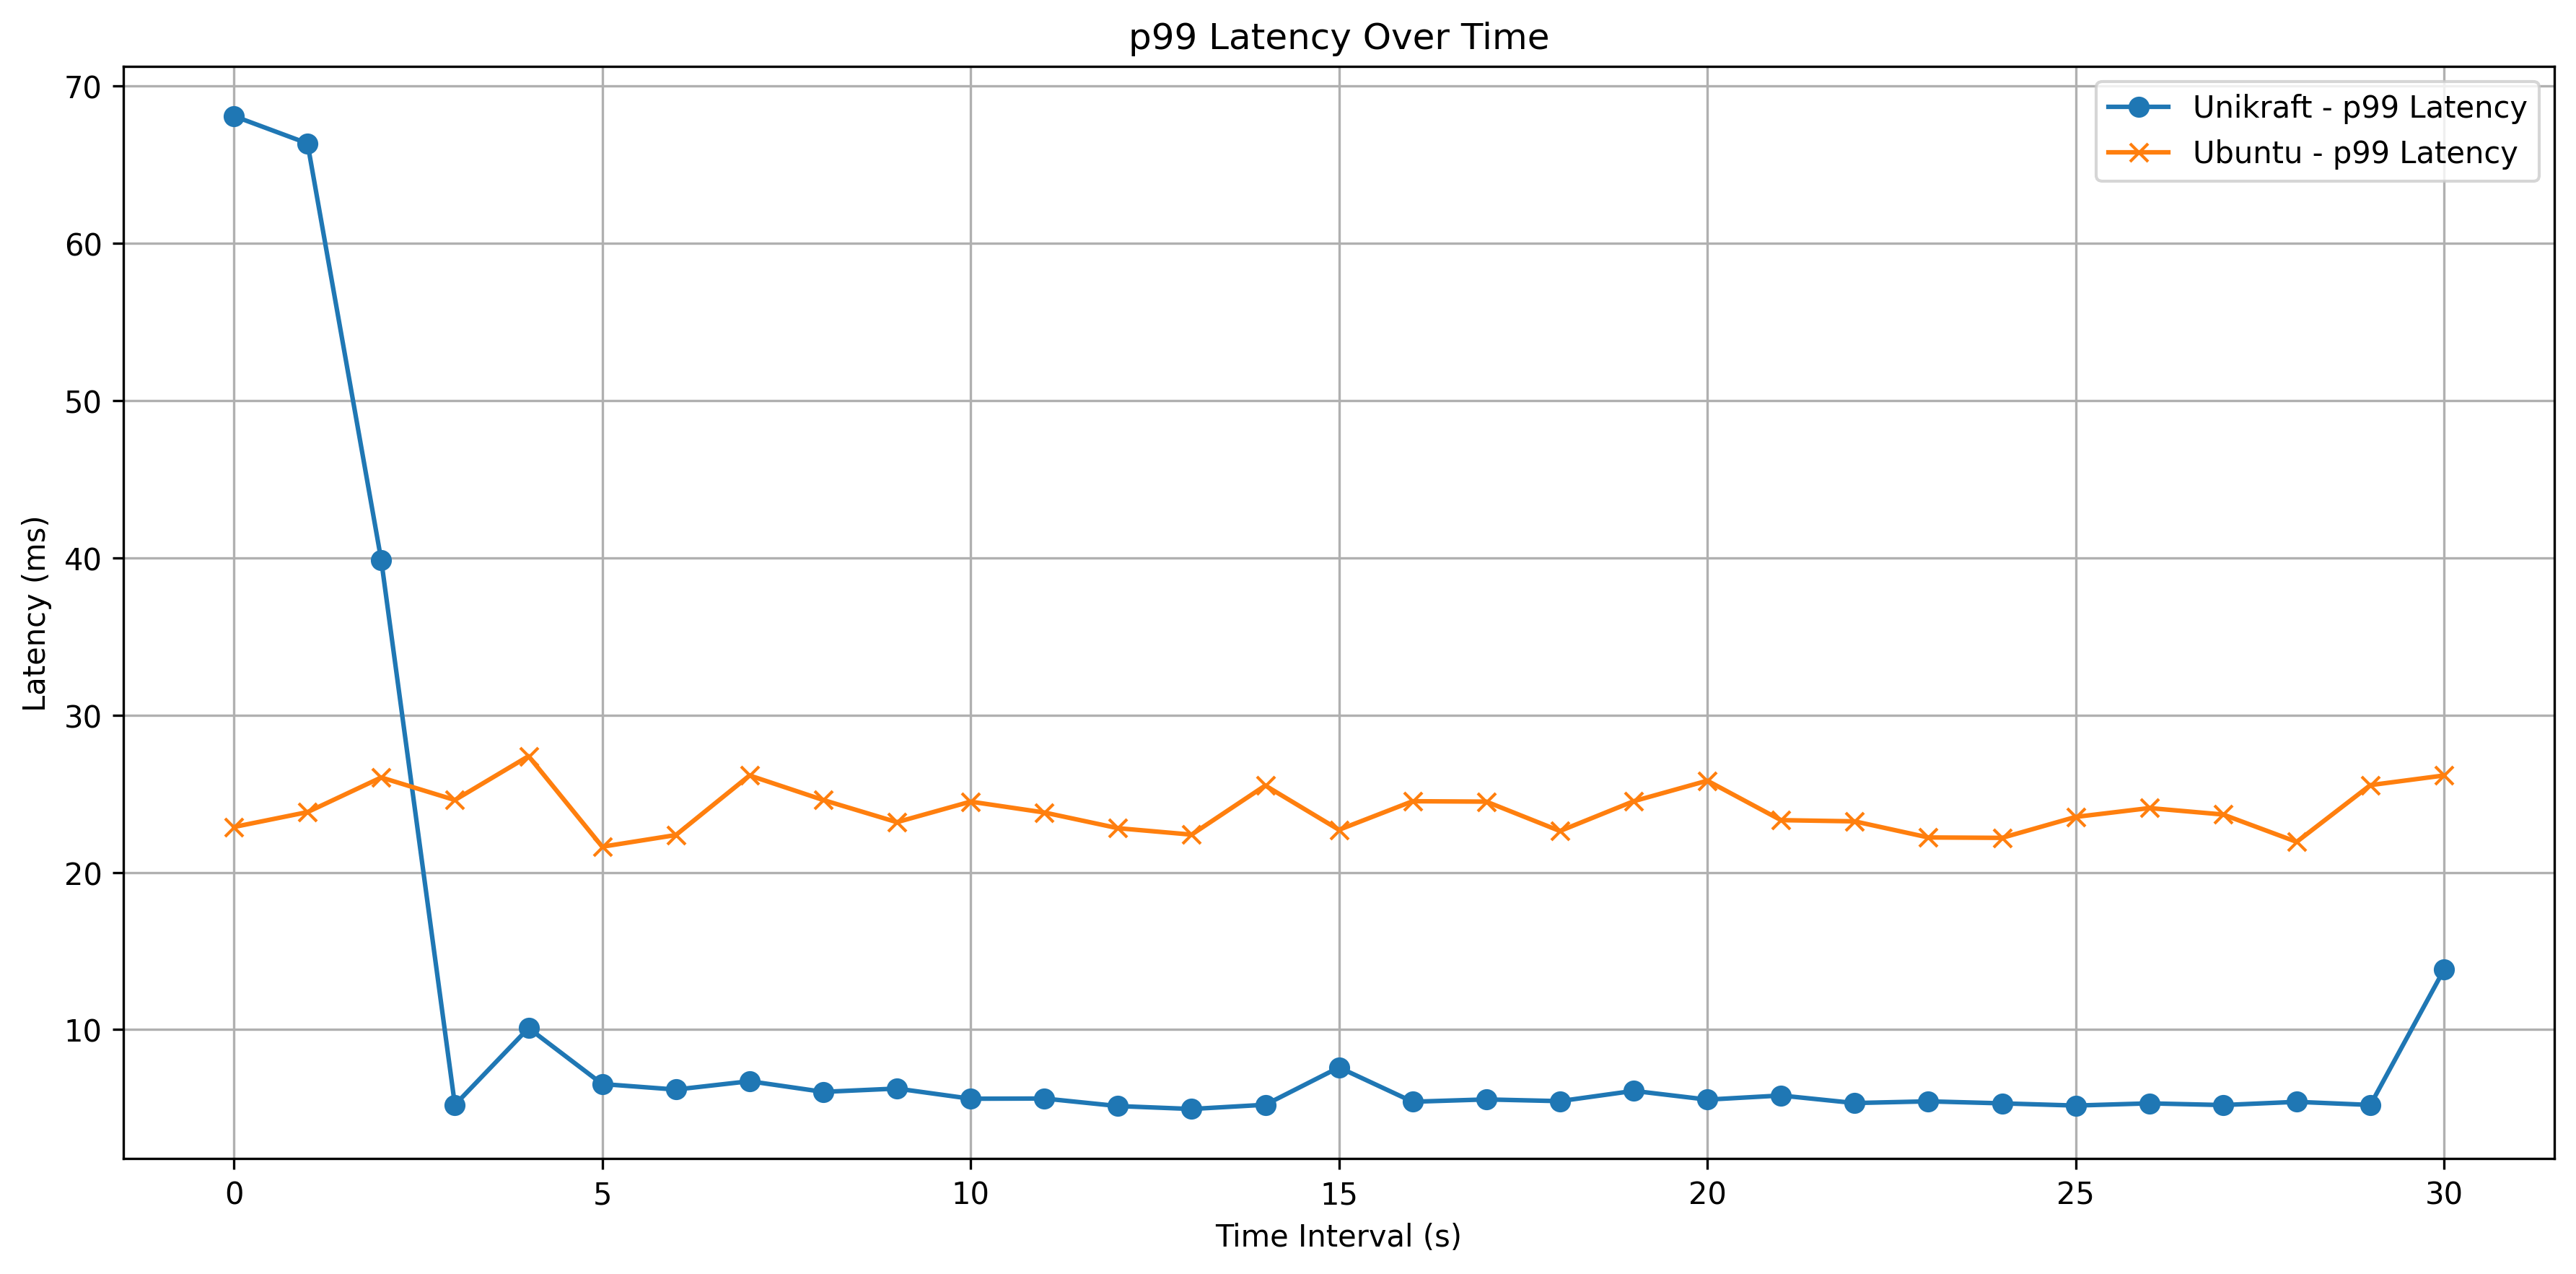 p99 Latency Over Time
Unikraft - p99 Latency
Ubuntu - p99 Latency
Latency (ms)
70
60
50
40
30
20
10
0 5 10 15 20 25 30
Time Interval (s)